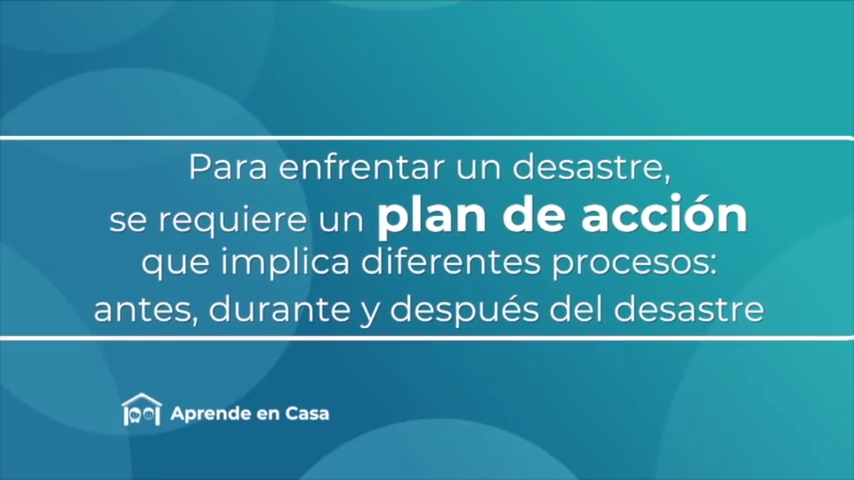 Para enfrentar un desastre,
se requiere un plan de acción
que implica diferentes procesos:
antes, durante y después del desastre
Aprende en Casa